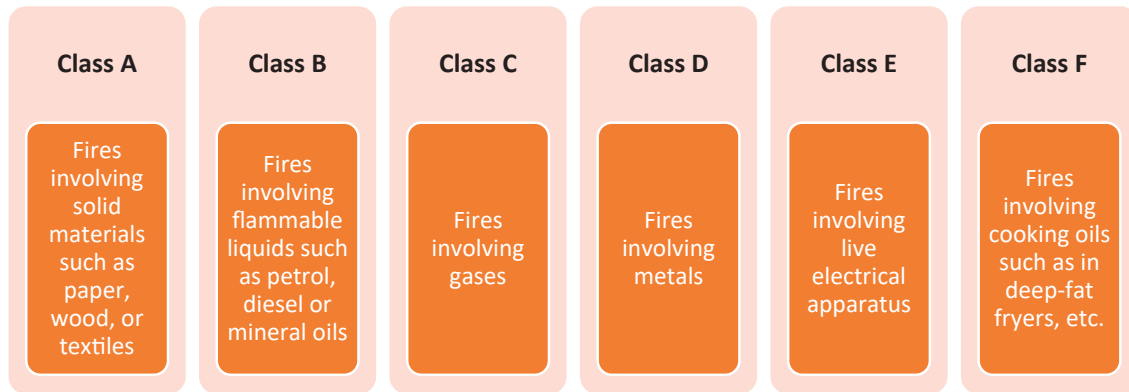 Class A
Fires
involving
solid
materials
such as
paper,
wood, or
textiles
Class B
Fires
involving
flammable
liquids such
as petrol,
diesel or
mineral oils
Class C
Fires
involving
gases
Class D
Fires
involving
metals
Class E
Fires
involving
live
electrical
apparatus
Class F
Fires
involving
cooking oils
such as in
deep-fat
fryers, etc.